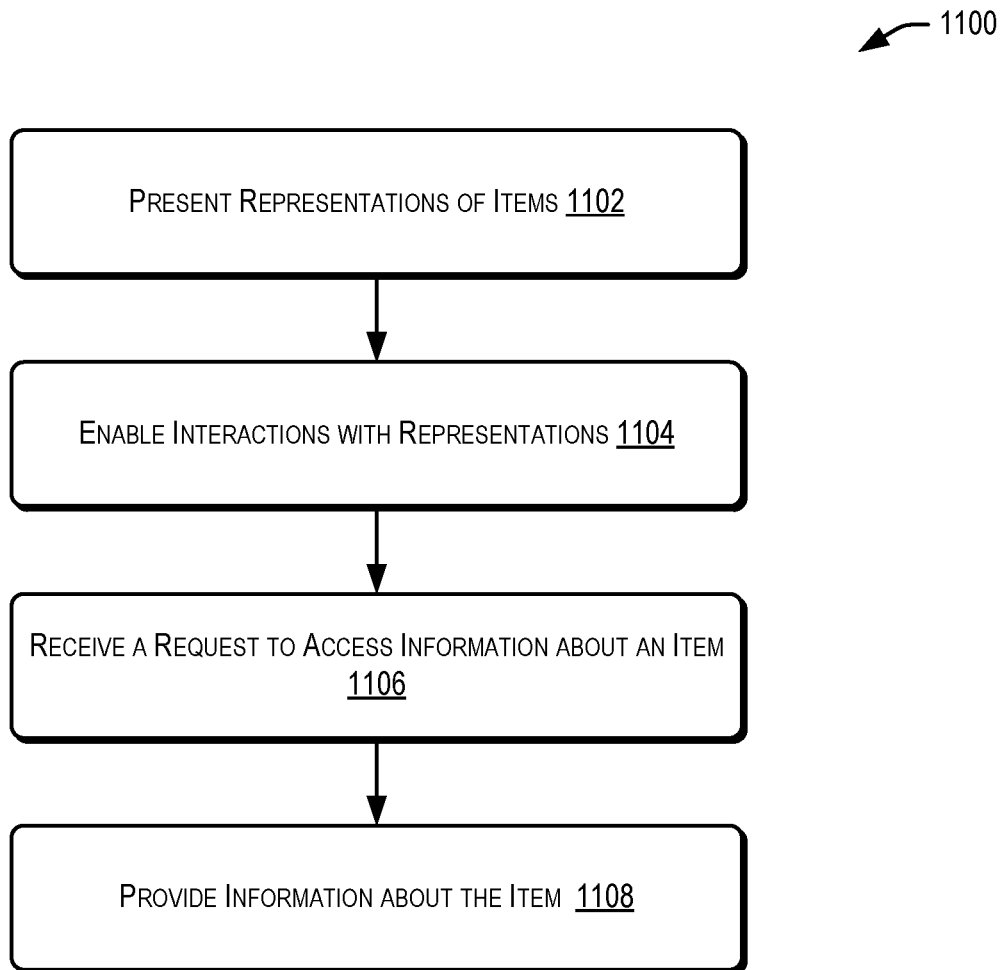 1100
PRESENT REPRESENTATIONS OF ITEMS 1102
ENABLE INTERACTIONS WITH REPRESENTATIONS 1104
RECEIVE A REQUEST TO ACCESS INFORMATION ABOUT AN ITEM
1106
PROVIDE INFORMATION ABOUT THE ITEM 1108